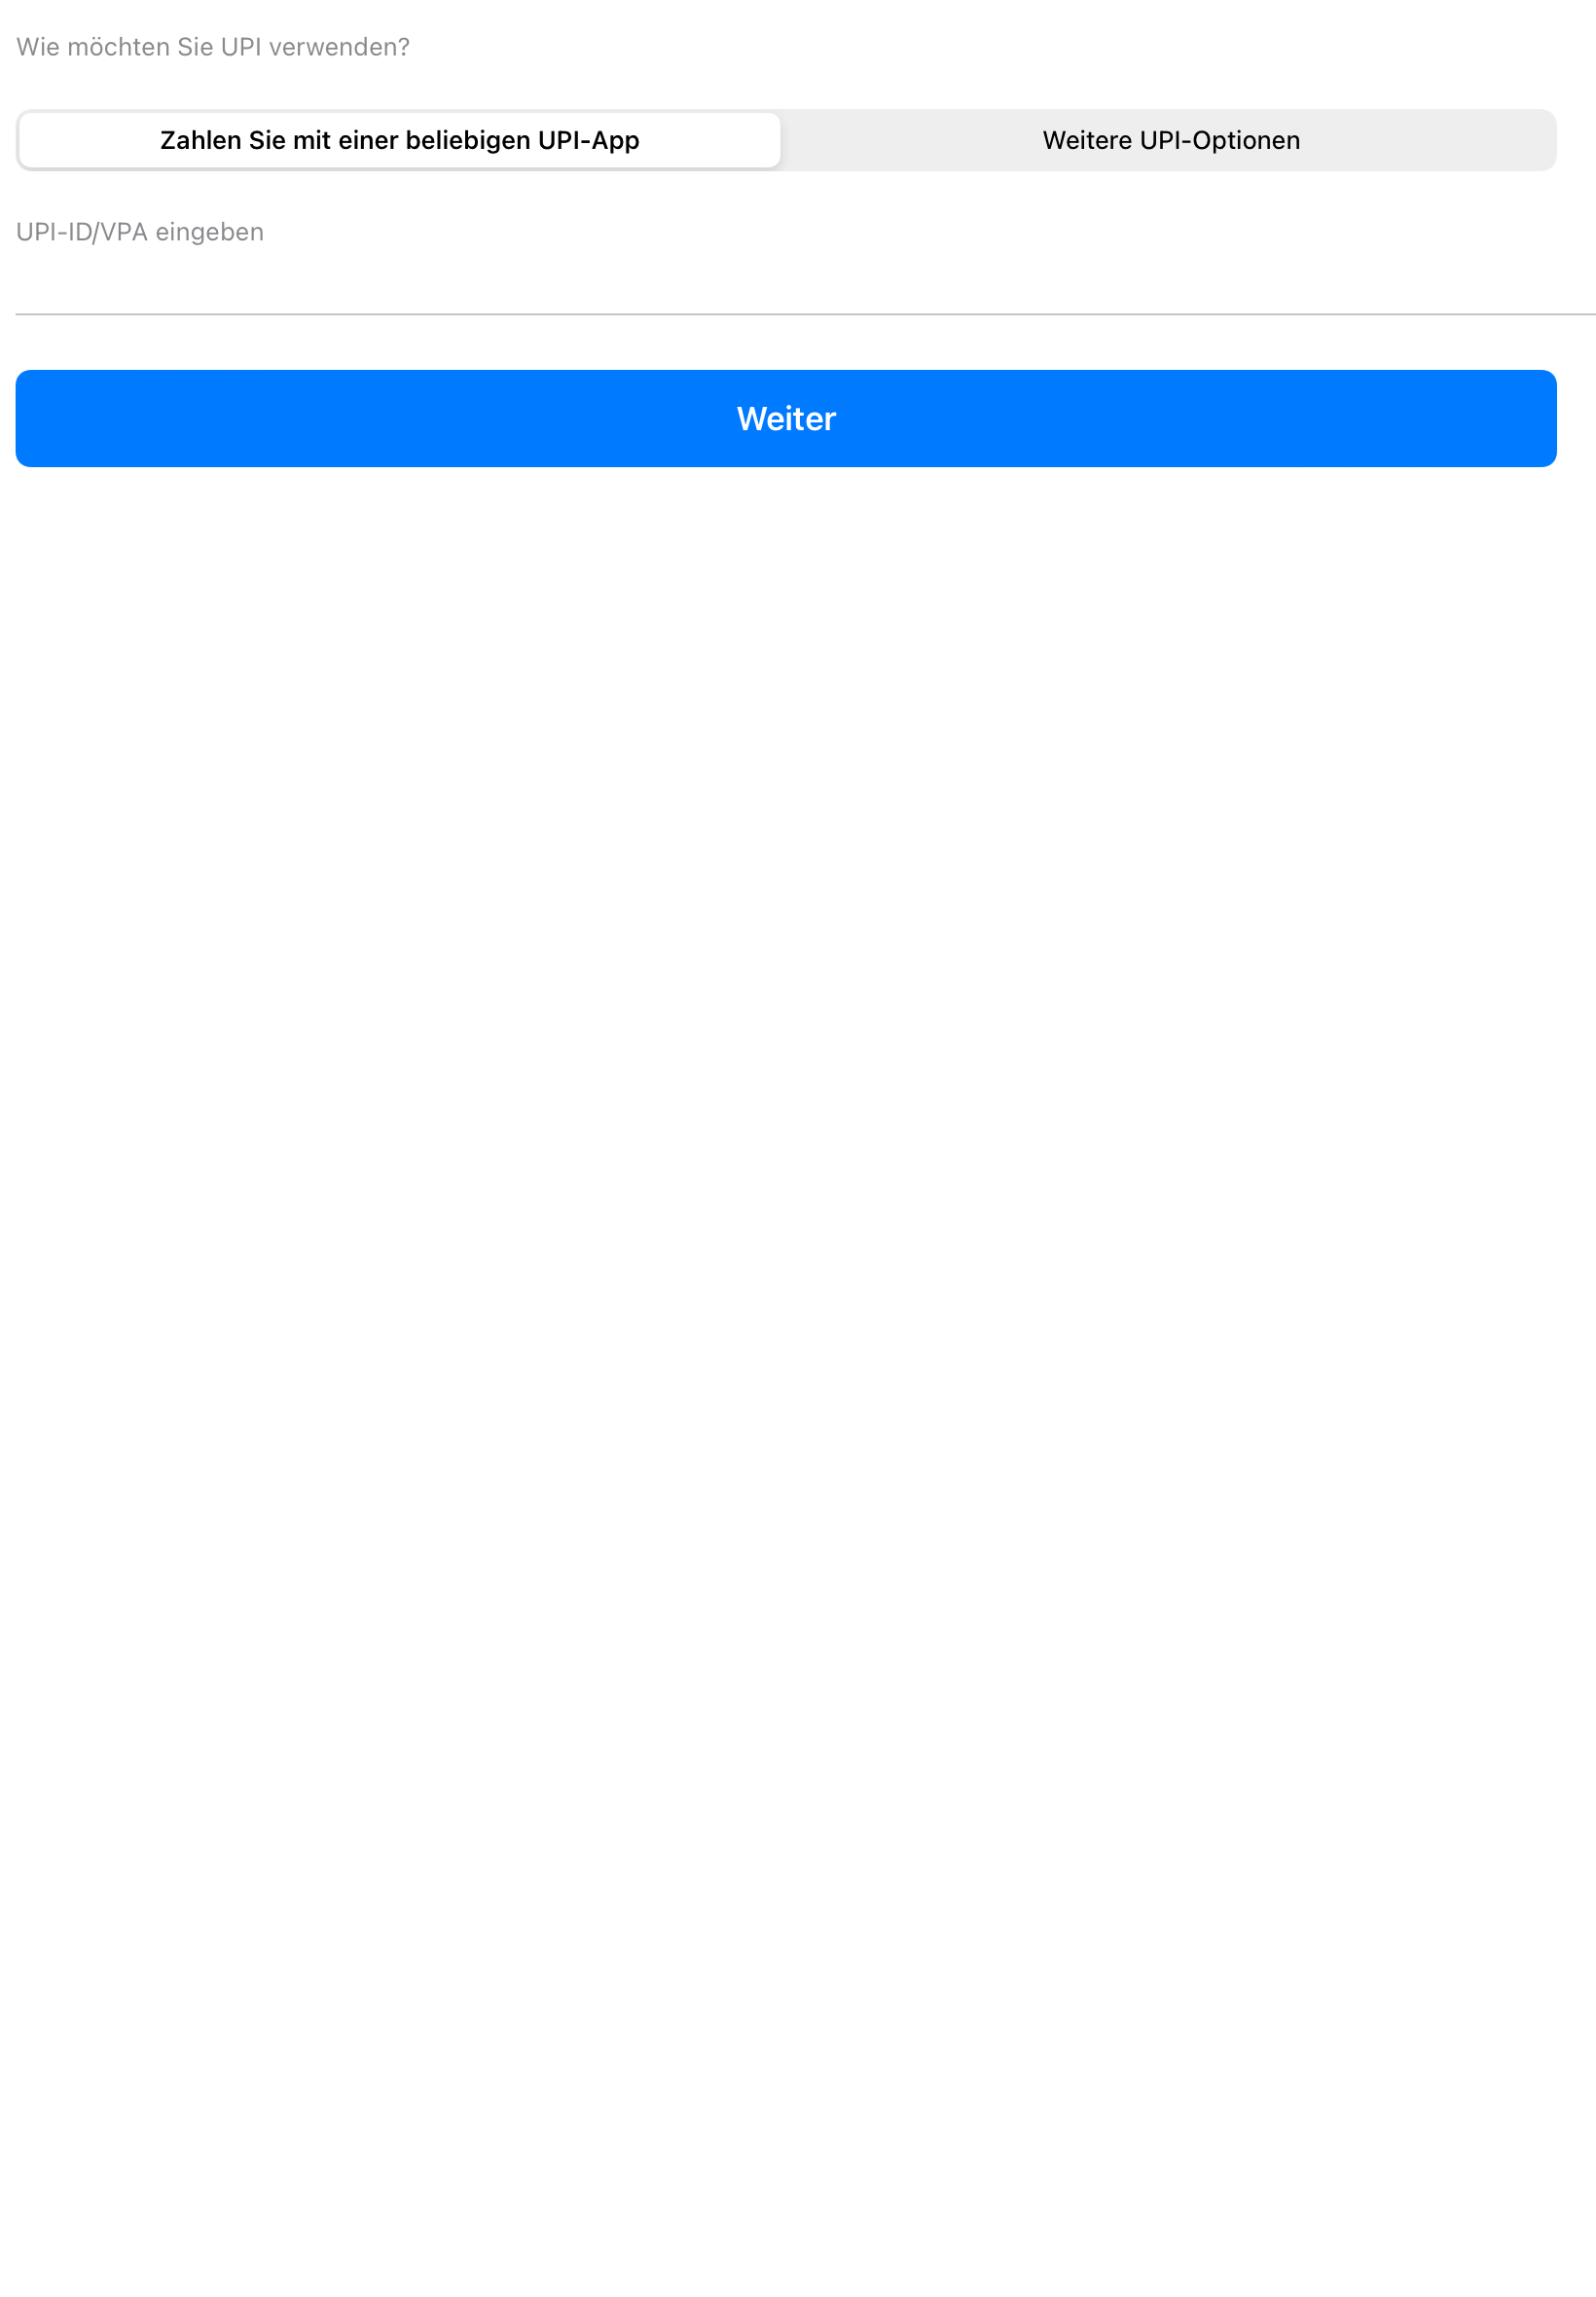 Wie möchten Sie UPI verwenden?
Zahlen Sie mit einer beliebigen UPI-App
Weitere UPI-Optionen
UPI-ID/VPA eingeben
Weiter